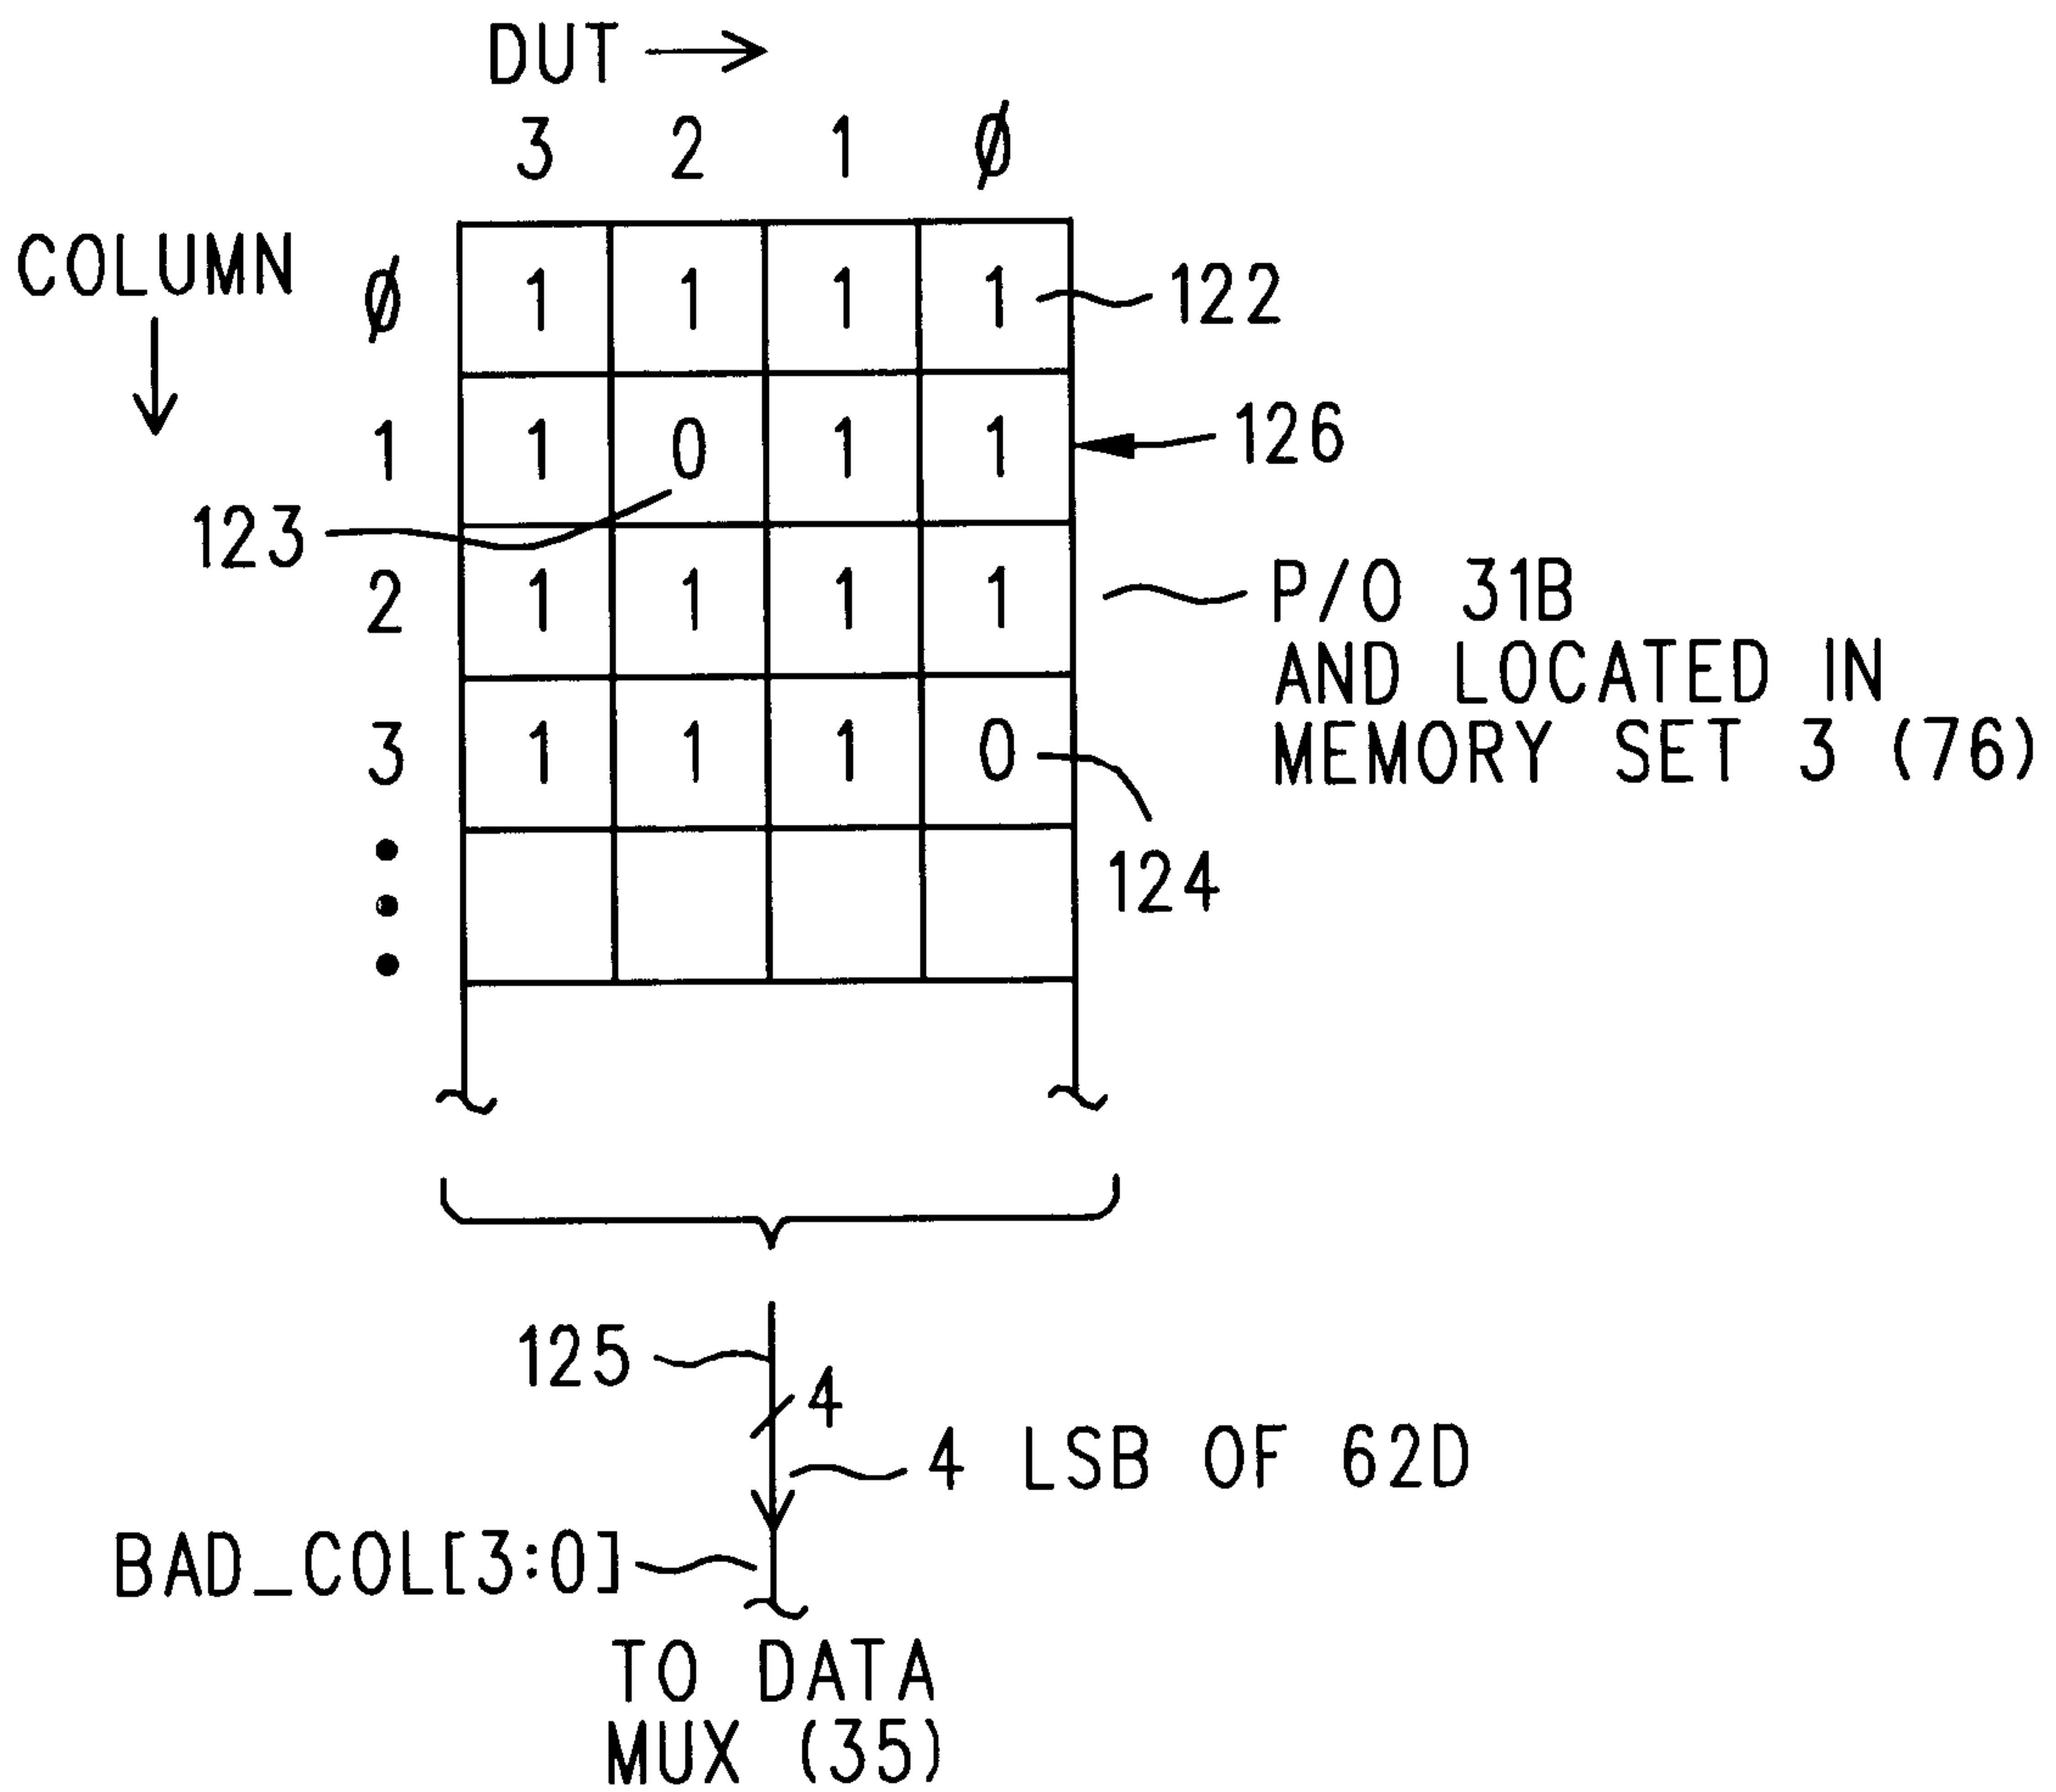 DUT
3 2 1 Ø
COLUMN
Ø 1 1 1 1 122
1 1 0 1 1 126
123
2 1 1 1 1 P/O 31B
AND LOCATED IN
MEMORY SET 3 (76)
3 1 1 1 0
124
125
4
4 LSB OF 62D
BAD_COL[3:0]
TO DATA
MUX (35)